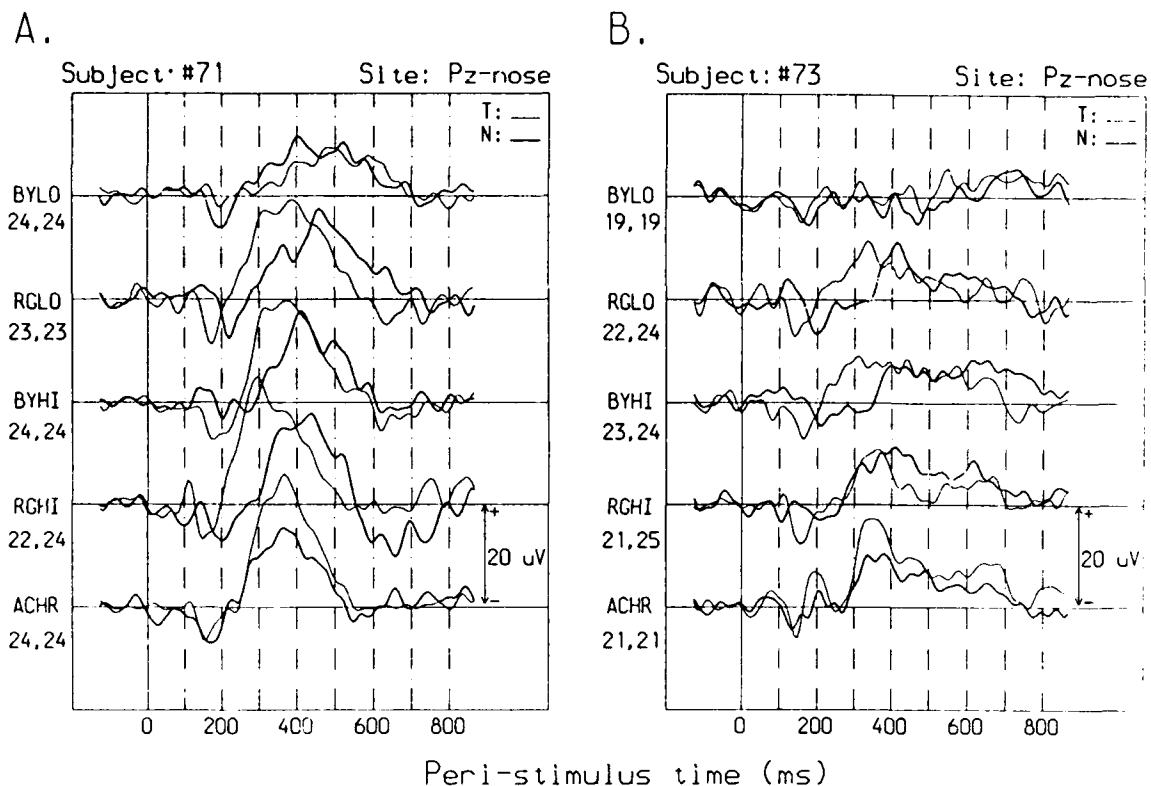 A.
Subject: #71 Site: Pz-nose
T:
N:
BYLO
24,24
RGLO
23,23
BYHI
24,24
RGHI
22,24
ACHR
24,24
+
20 uV
-
0 200 400 600 800
B.
Subject: #73 Site: Pz-nose
T:
N:
BYLO
19,19
RGLO
22,24
BYHI
23,24
RGHI
21,25
ACHR
21,21
+
20 uV
-
0 200 400 600 800
Peri-stimulus time (ms)